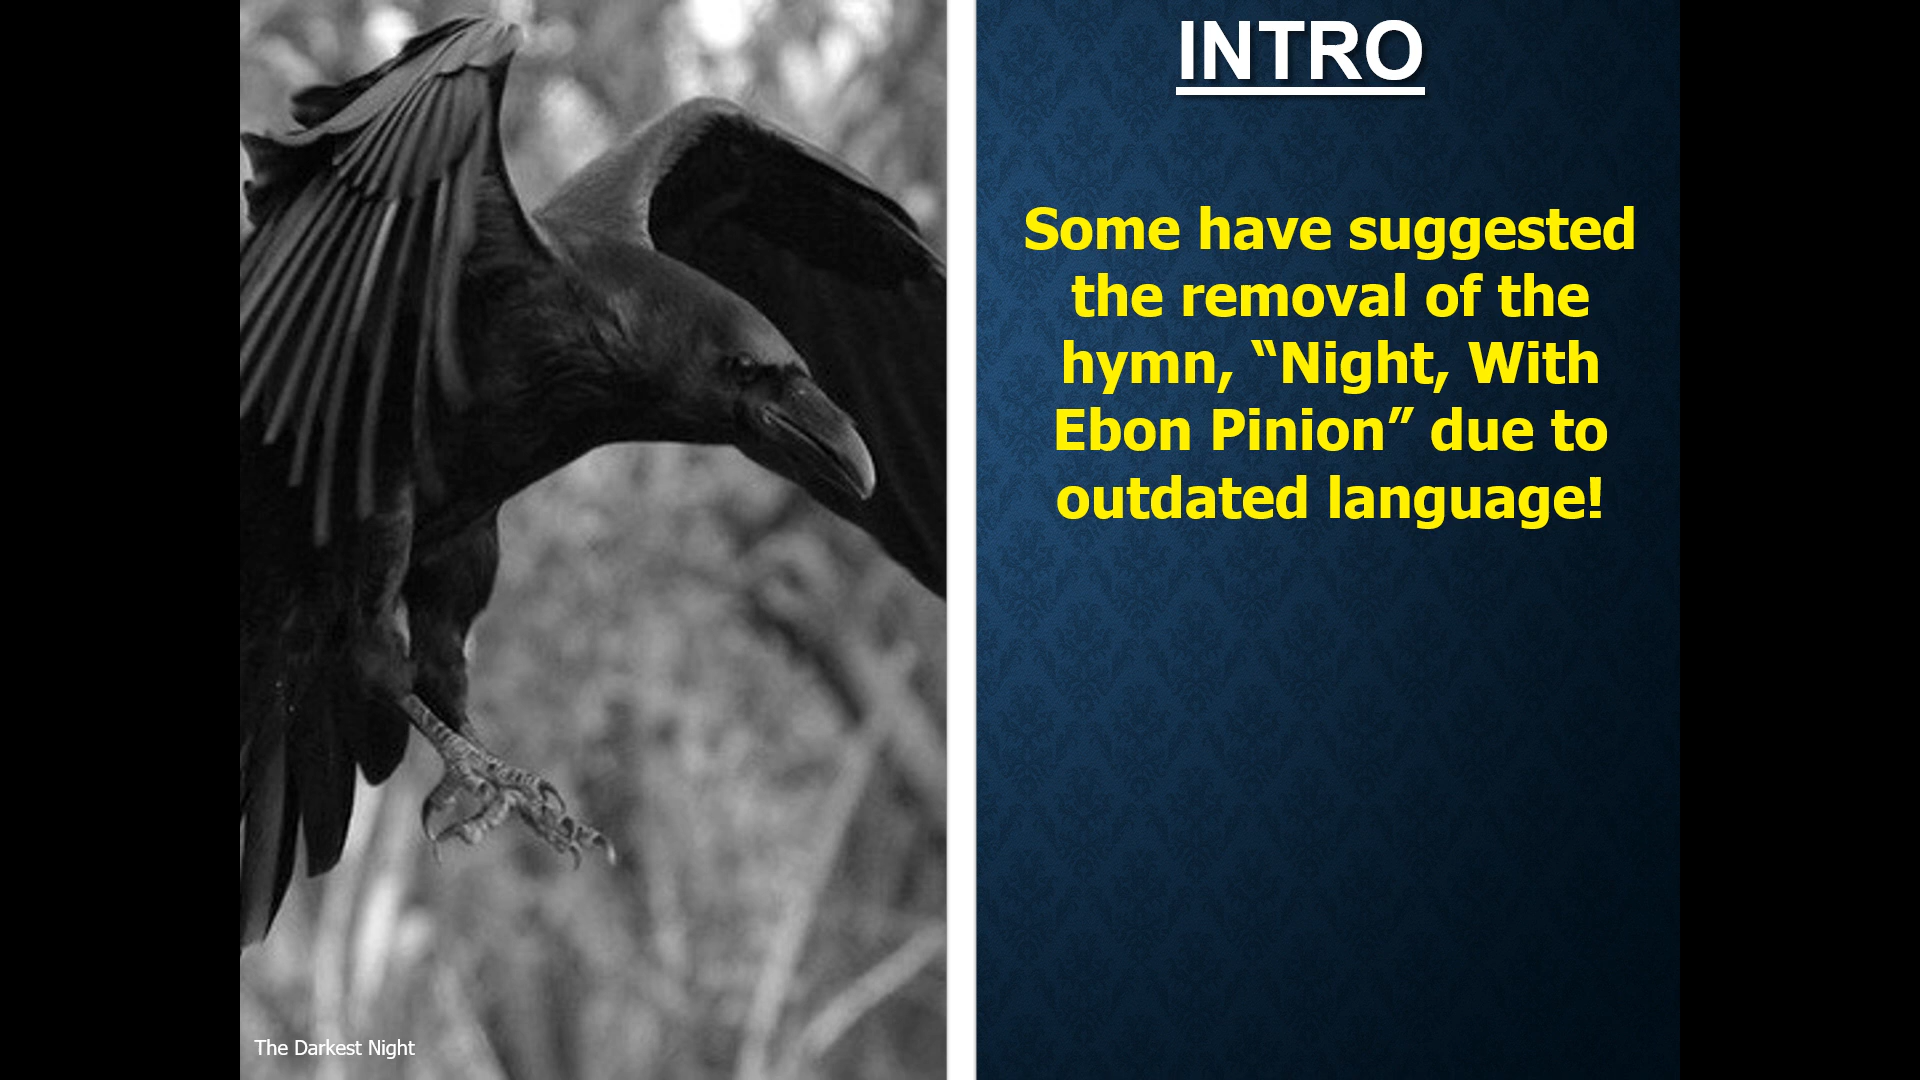 INTRO
Some have suggested
the removal of the
hymn, “Night, With
Ebon Pinion” due to
outdated language!
The Darkest Night